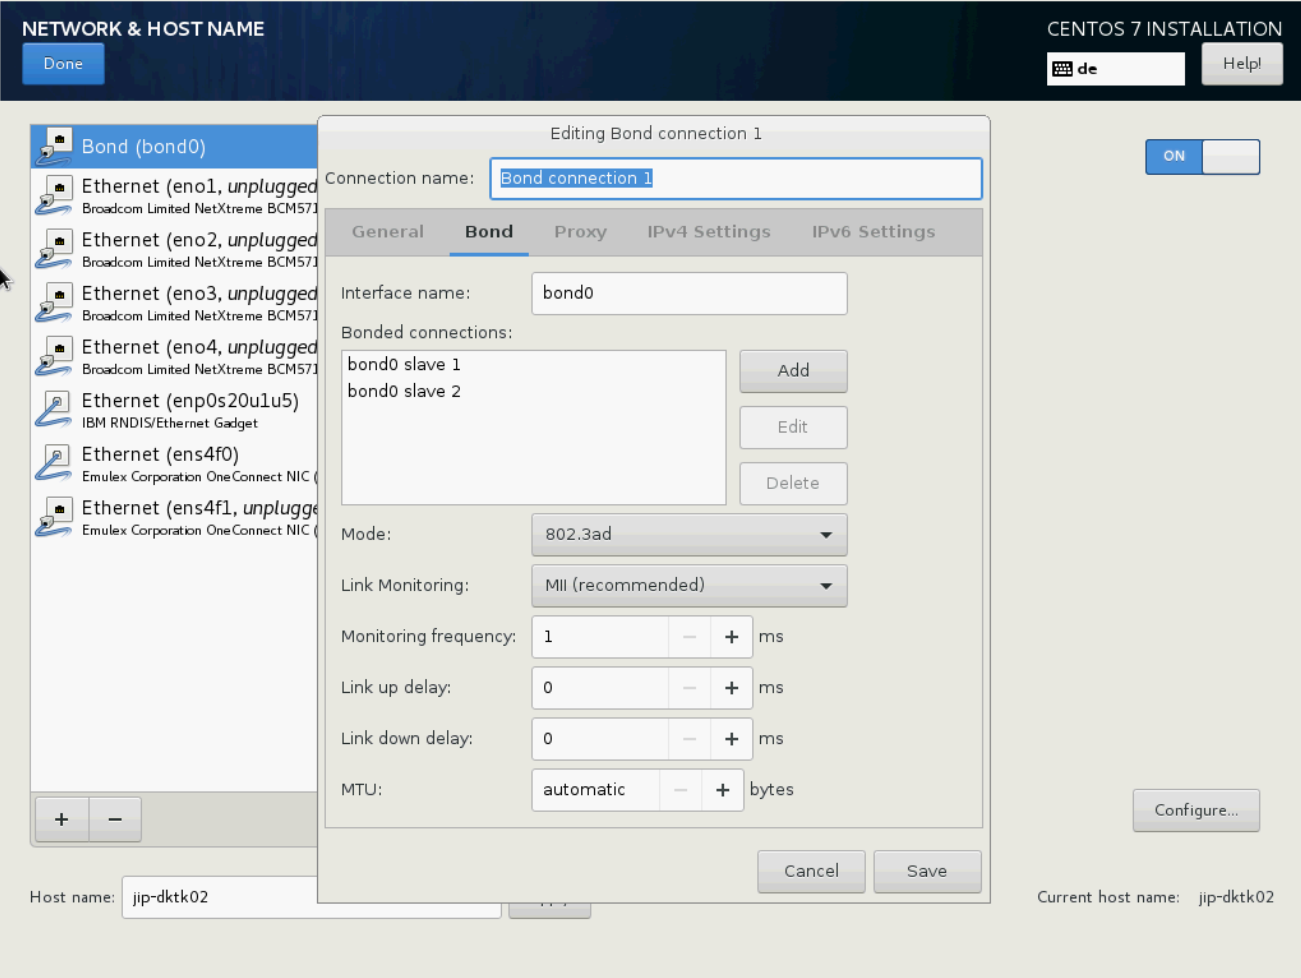 NETWORK & HOST NAME
CENTOS 7 INSTALLATION
Done
de
Help!
Bond (bond0)
Ethernet (eno1, unplugged
Broadcom Limited NetXtreme BCM571
Ethernet (eno2, unplugged
Broadcom Limited NetXtreme BCM571
Ethernet (eno3, unplugged
Broadcom Limited NetXtreme BCM571
Ethernet (eno4, unplugged
Broadcom Limited NetXtreme BCM571
Ethernet (enp0s20u1u5)
IBM RNDIS/Ethernet Gadget
Ethernet (ens4f0)
Emulex Corporation OneConnect NIC (
Ethernet (ens4f1, unplugge
Emulex Corporation OneConnect NIC (
+ −
Editing Bond connection 1
Connection name: Bond connection 1
General Bond Proxy IPv4 Settings IPv6 Settings
Interface name: bond0
Bonded connections:
bond0 slave 1
bond0 slave 2
Add
Edit
Delete
Mode: 802.3ad
Link Monitoring: MII (recommended)
Monitoring frequency: 1 − + ms
Link up delay: 0 − + ms
Link down delay: 0 − + ms
MTU: automatic − + bytes
Cancel Save
ON
Configure...
Host name: jip-dktk02
Current host name: jip-dktk02